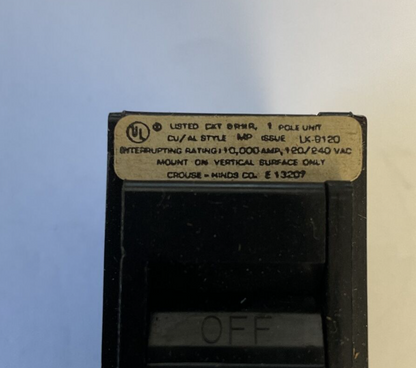 UL ® LISTED CKT BRKR, 1 POLE UNIT
CU/AL STYLE MP ISSUE LK-8120
INTERRUPTING RATING: 10,000 AMP, 120/240 VAC
MOUNT ON VERTICAL SURFACE ONLY
CROUSE-HINDS CO. E 13207
OFF